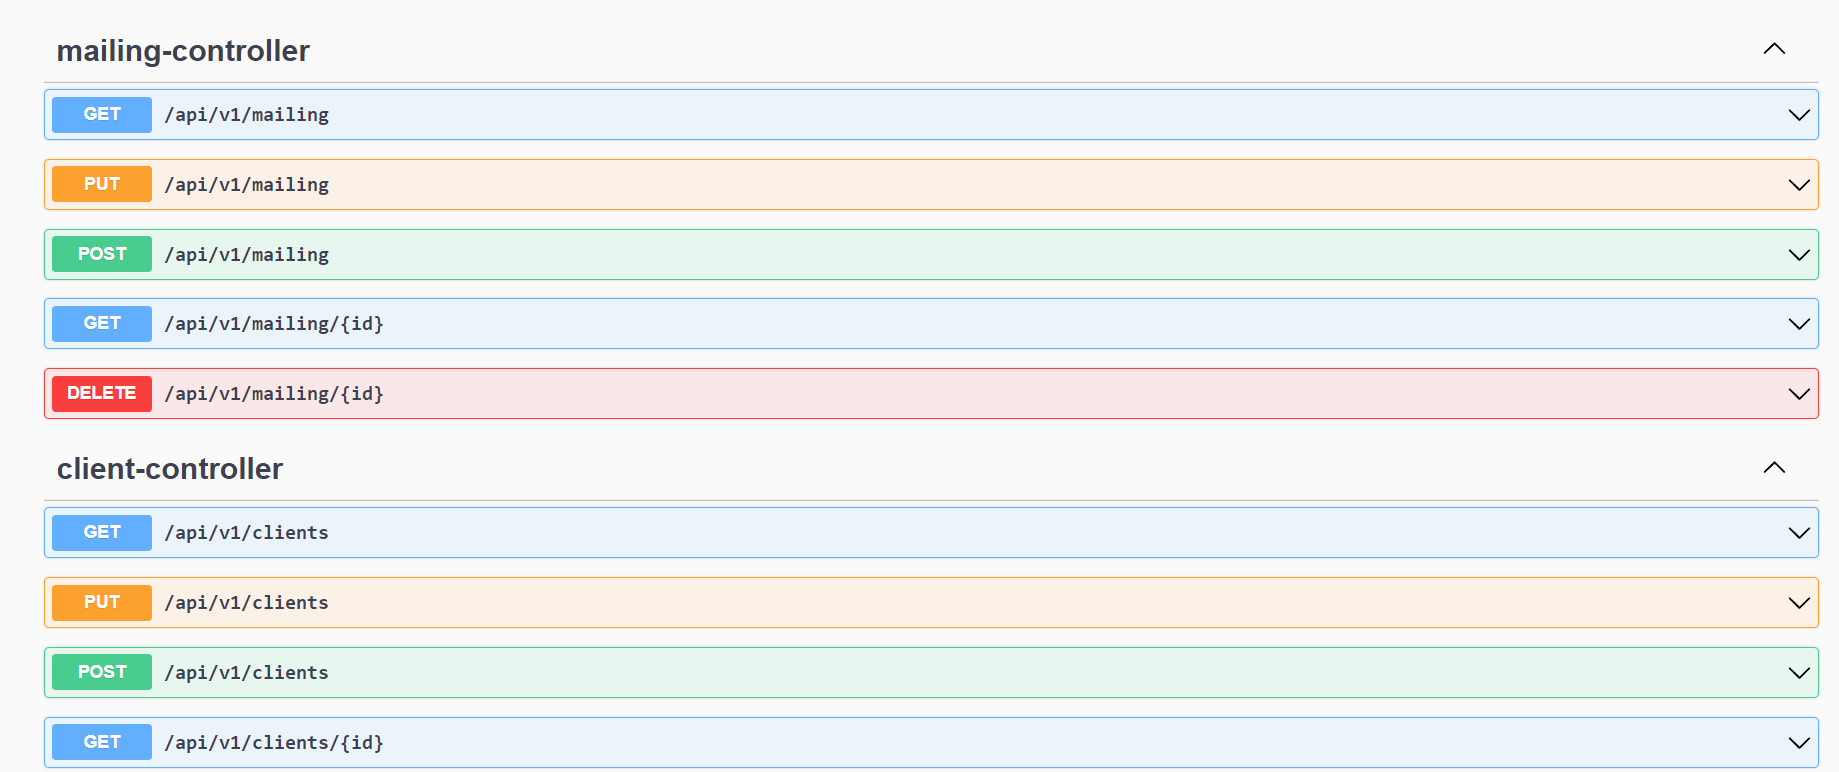 mailing-controller
GET /api/v1/mailing
PUT /api/v1/mailing
POST /api/v1/mailing
GET /api/v1/mailing/{id}
DELETE /api/v1/mailing/{id}
client-controller
GET /api/v1/clients
PUT /api/v1/clients
POST /api/v1/clients
GET /api/v1/clients/{id}